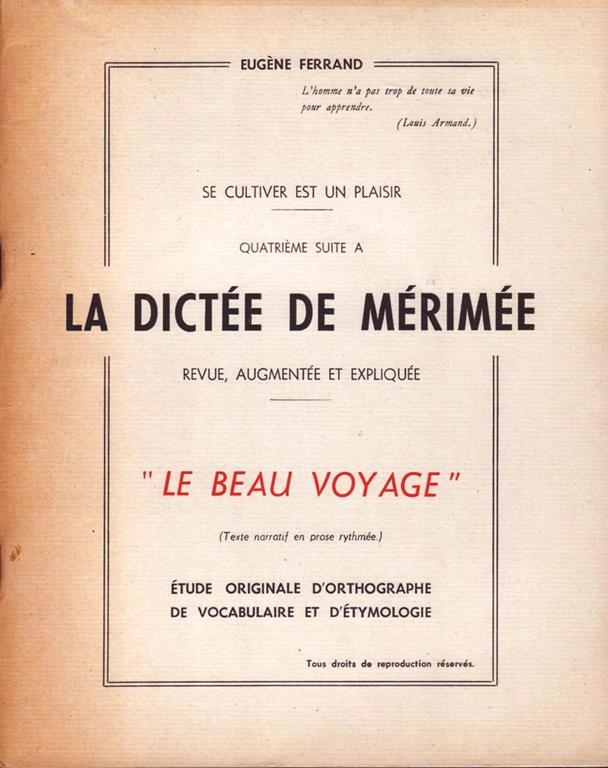 EUGÈNE FERRAND
L'homme n'a pas trop de toute sa vie
pour apprendre.
(Louis Armand.)
SE CULTIVER EST UN PLAISIR
QUATRIÈME SUITE A
LA DICTÉE DE MÉRIMÉE
REVUE, AUGMENTÉE ET EXPLIQUÉE
" LE BEAU VOYAGE "
(Texte narratif en prose rythmée.)
ÉTUDE ORIGINALE D'ORTHOGRAPHE
DE VOCABULAIRE ET D'ÉTYMOLOGIE
Tous droits de reproduction réservés.